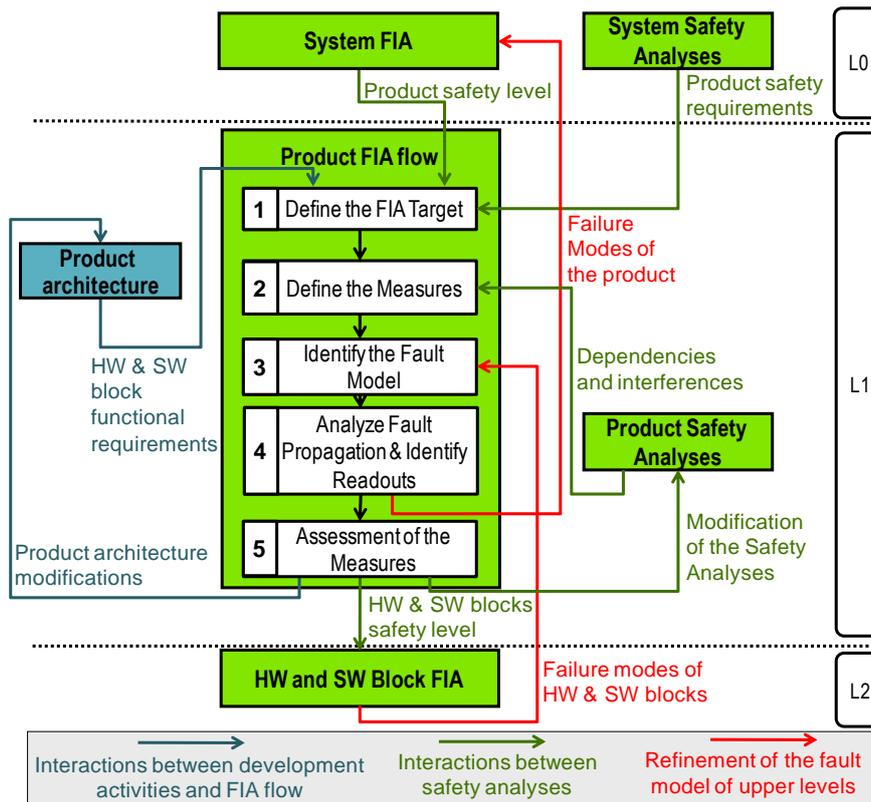 System FIA
System Safety
Analyses
L0
Product safety level
Product safety
requirements
Product FIA flow
1
Define the FIA Target
Failure
Modes of
the product
Product
architecture
2
Define the Measures
3
Identify the Fault
Model
HW & SW
block
functional
requirements
Dependencies
and interferences
L1
4
Analyze Fault
Propagation & Identify
Readouts
Product Safety
Analyses
5
Assessment of the
Measures
Product architecture
modifications
Modification
of the Safety
Analyses
HW & SW blocks
safety level
HW and SW Block FIA
Failure modes of
HW & SW blocks
L2
Interactions between development
activities and FIA flow
Interactions between
safety analyses
Refinement of the fault
model of upper levels